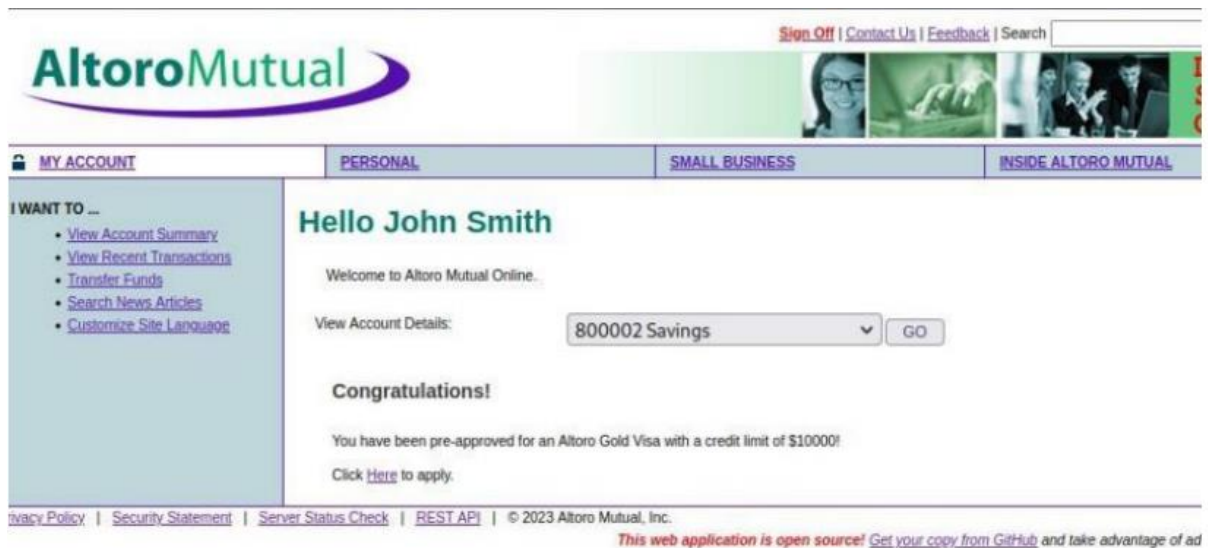 Sign Off | Contact Us | Feedback | Search
AltoroMutual
MY ACCOUNT
PERSONAL
SMALL BUSINESS
INSIDE ALTORO MUTUAL
I WANT TO ...
• View Account Summary
• View Recent Transactions
• Transfer Funds
• Search News Articles
• Customize Site Language
Hello John Smith
Welcome to Altoro Mutual Online.
View Account Details:
800002 Savings
GO
Congratulations!
You have been pre-approved for an Altoro Gold Visa with a credit limit of $10000!
Click Here to apply.
Policy | Security Statement | Server Status Check | REST API | © 2023 Altoro Mutual, Inc.
This web application is open source! Get your copy from GitHub and take advantage of